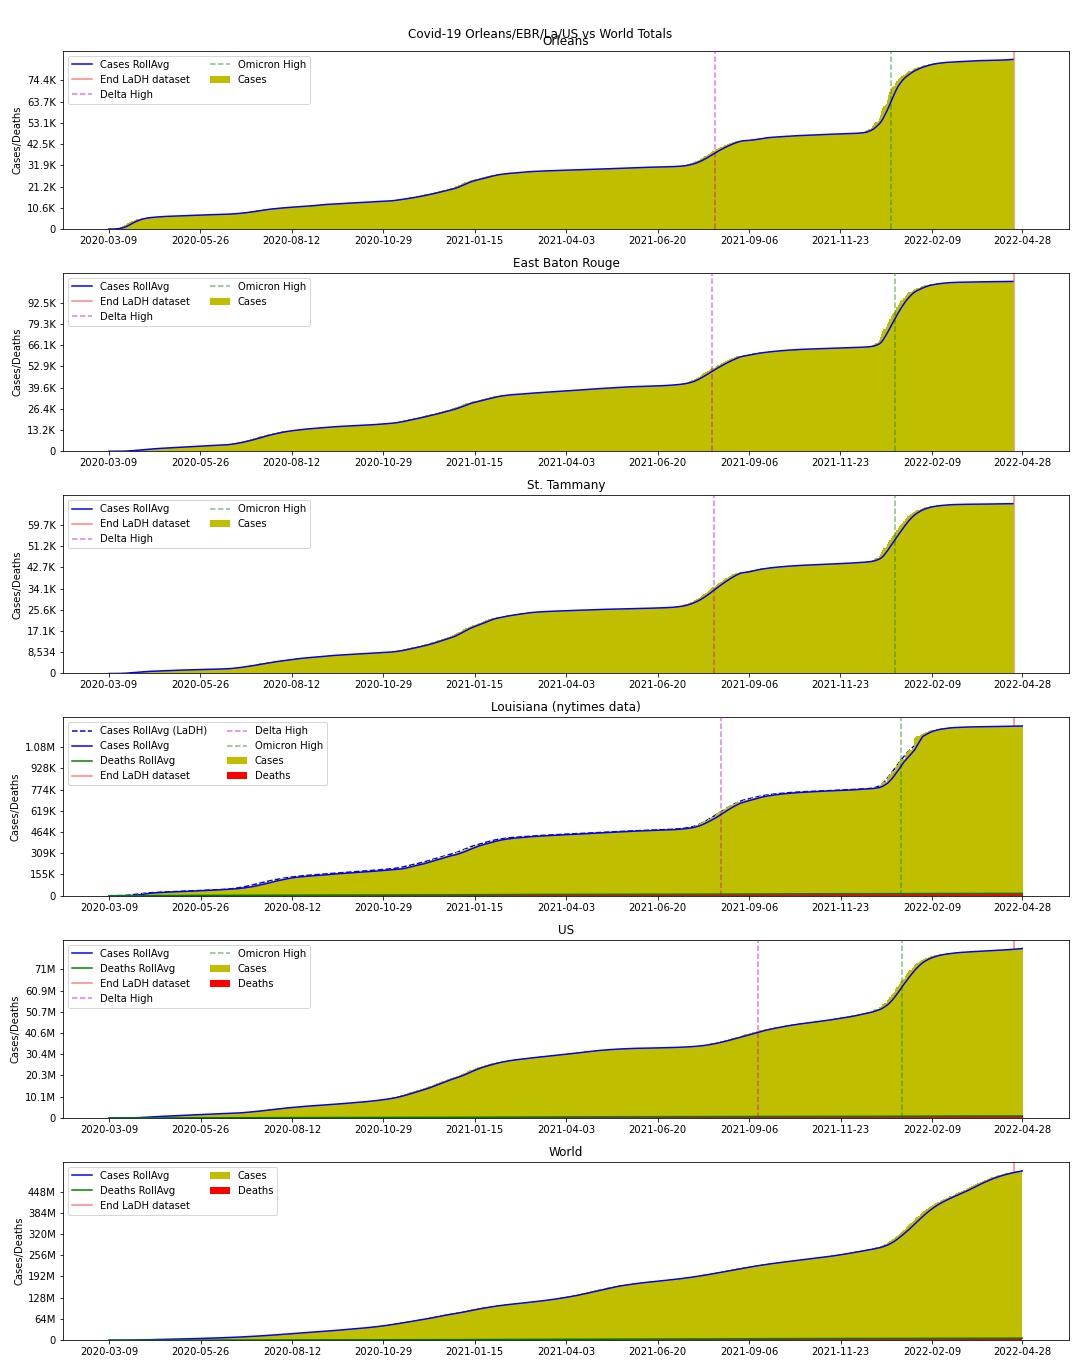 Covid-19 Orleans/EBR/La/US vs World Totals
Orleans
Cases RollAvg
End LaDH dataset
Delta High
Omicron High
Cases
Cases/Deaths
74.4K
63.7K
53.1K
42.5K
31.9K
21.2K
10.6K
0
2020-03-09 2020-05-26 2020-08-12 2020-10-29 2021-01-15 2021-04-03 2021-06-20 2021-09-06 2021-11-23 2022-02-09 2022-04-28
East Baton Rouge
Cases RollAvg
End LaDH dataset
Delta High
Omicron High
Cases
Cases/Deaths
92.5K
79.3K
66.1K
52.9K
39.6K
26.4K
13.2K
0
2020-03-09 2020-05-26 2020-08-12 2020-10-29 2021-01-15 2021-04-03 2021-06-20 2021-09-06 2021-11-23 2022-02-09 2022-04-28
St. Tammany
Cases RollAvg
End LaDH dataset
Delta High
Omicron High
Cases
Cases/Deaths
59.7K
51.2K
42.7K
34.1K
25.6K
17.1K
8,534
0
2020-03-09 2020-05-26 2020-08-12 2020-10-29 2021-01-15 2021-04-03 2021-06-20 2021-09-06 2021-11-23 2022-02-09 2022-04-28
Louisiana (nytimes data)
Cases RollAvg (LaDH)
Cases RollAvg
Deaths RollAvg
End LaDH dataset
Delta High
Omicron High
Cases
Deaths
Cases/Deaths
1.08M
928K
774K
619K
464K
309K
155K
0
2020-03-09 2020-05-26 2020-08-12 2020-10-29 2021-01-15 2021-04-03 2021-06-20 2021-09-06 2021-11-23 2022-02-09 2022-04-28
US
Cases RollAvg
Deaths RollAvg
End LaDH dataset
Delta High
Omicron High
Cases
Deaths
Cases/Deaths
71M
60.9M
50.7M
40.6M
30.4M
20.3M
10.1M
0
2020-03-09 2020-05-26 2020-08-12 2020-10-29 2021-01-15 2021-04-03 2021-06-20 2021-09-06 2021-11-23 2022-02-09 2022-04-28
World
Cases RollAvg
Deaths RollAvg
End LaDH dataset
Cases
Deaths
Cases/Deaths
448M
384M
320M
256M
192M
128M
64M
0
2020-03-09 2020-05-26 2020-08-12 2020-10-29 2021-01-15 2021-04-03 2021-06-20 2021-09-06 2021-11-23 2022-02-09 2022-04-28